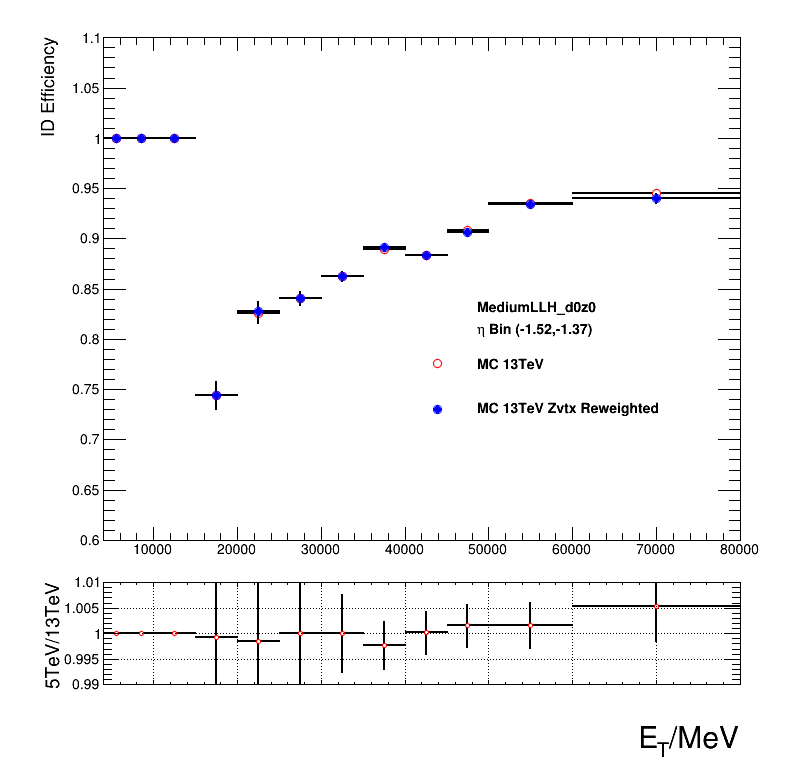 ID Efficiency
1.1
1.05
1
0.95
0.9
0.85
0.8
0.75
0.7
0.65
0.6
MediumLLH_d0z0
η Bin (-1.52,-1.37)
MC 13TeV
MC 13TeV Zvtx Reweighted
10000 20000 30000 40000 50000 60000 70000 80000
5TeV/13TeV
1.01
1.005
1
0.995
0.99
E_T/MeV